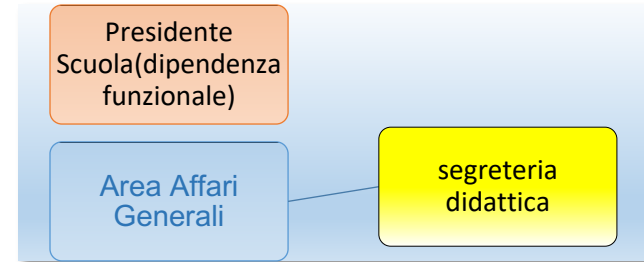 Presidente
Scuola(dipendenza
funzionale)
Area Affari
Generali
segreteria
didattica